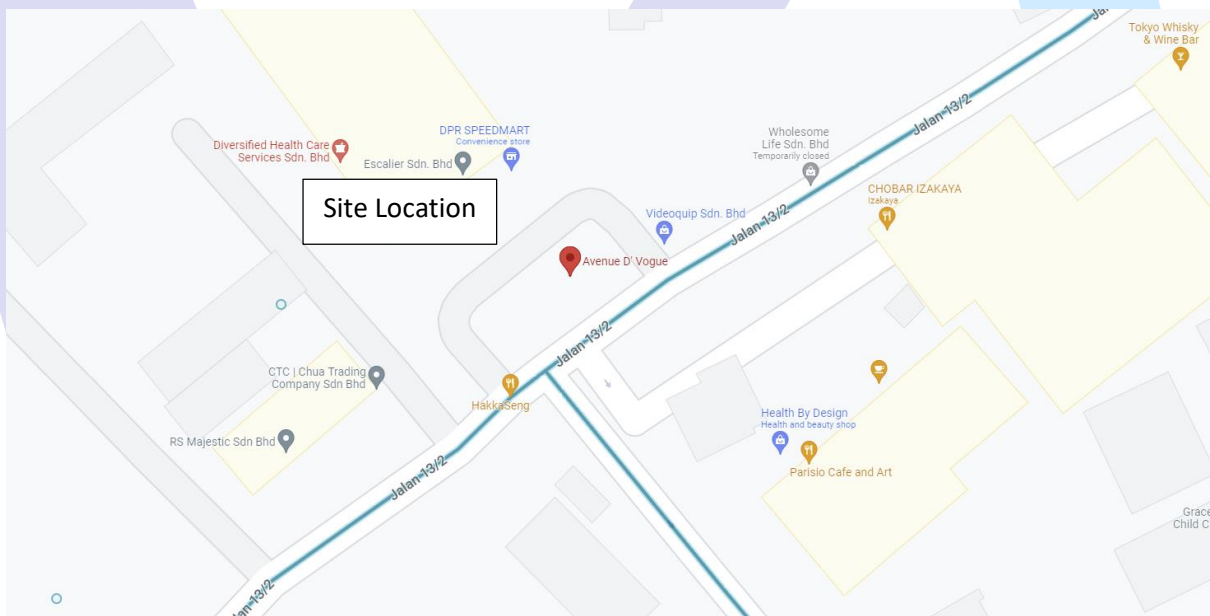 Jalan 13/2
Tokyo Whisky
& Wine Bar
Jalan-13/2
DPR SPEEDMART
Convenience store
Wholesome
Life Sdn. Bhd
Temporarily closed
Diversified Health Care
Services Sdn. Bhd
Escalier Sdn. Bhd
CHOBAR IZAKAYA
Izakaya
Site Location
Videoquip Sdn. Bhd
Jalan-13/2
Avenue D' Vogue
Jalan-13/2
CTC | Chua Trading
Company Sdn Bhd
HakkaSeng
Health By Design
Health and beauty shop
RS Majestic Sdn Bhd
Jalan-13/2
Parisio Cafe and Art
Grace
Child C